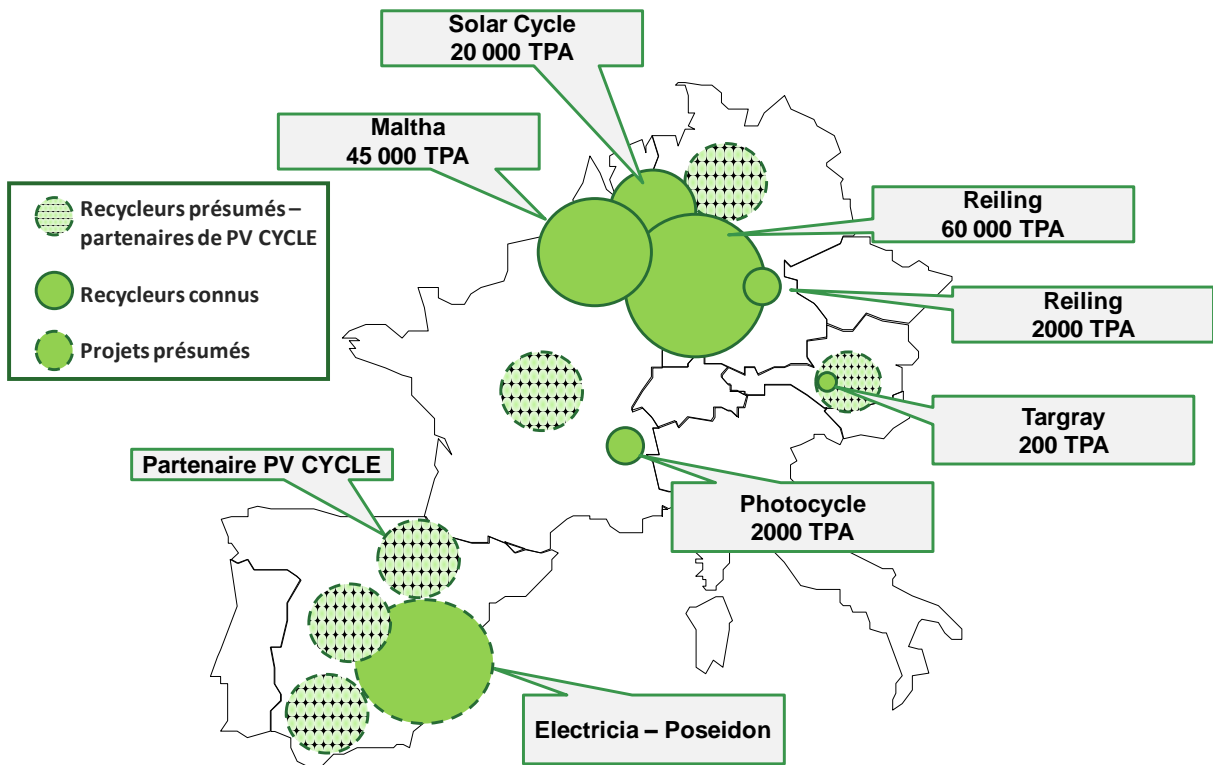 Solar Cycle
20 000 TPA
Maltha
45 000 TPA
Recycleurs présumés –
partenaires de PV CYCLE
Recycleurs connus
Projets présumés
Reiling
60 000 TPA
Reiling
2000 TPA
Targray
200 TPA
Partenaire PV CYCLE
Photocycle
2000 TPA
Electricia – Poseidon